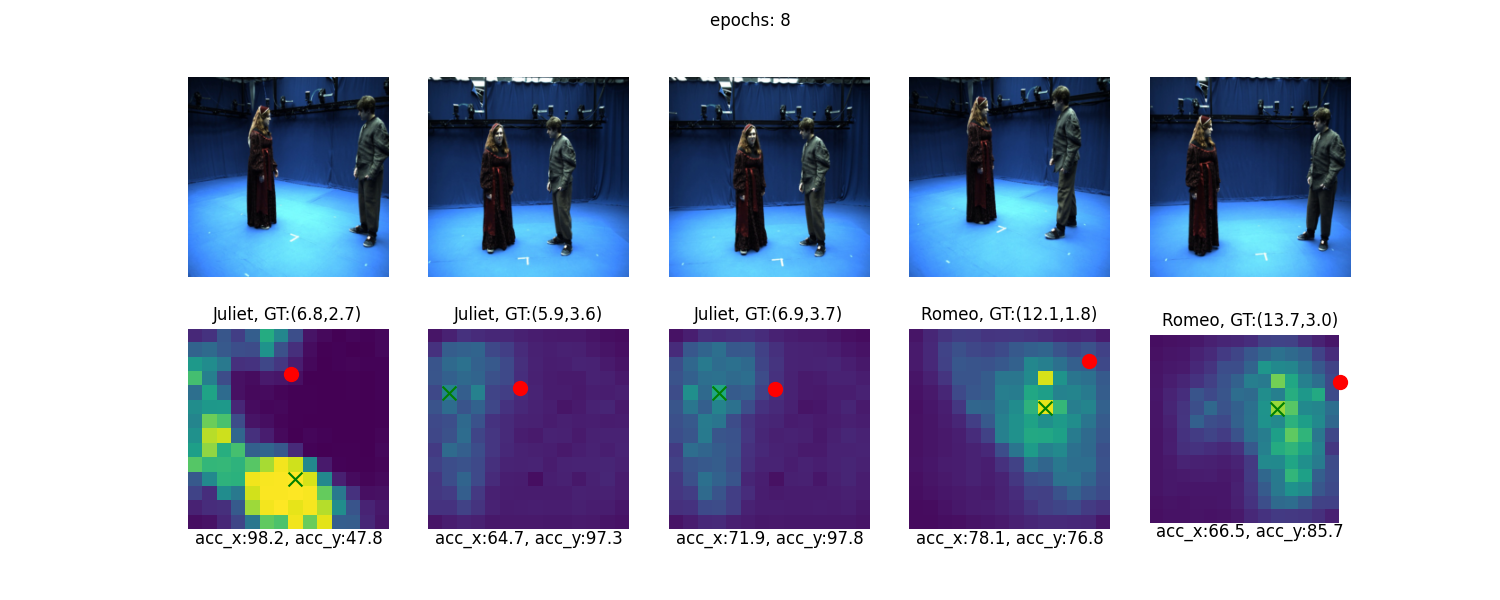 epochs: 8
Juliet, GT:(6.8,2.7)
Juliet, GT:(5.9,3.6)
Juliet, GT:(6.9,3.7)
Romeo, GT:(12.1,1.8)
Romeo, GT:(13.7,3.0)
acc_x:98.2, acc_y:47.8
acc_x:64.7, acc_y:97.3
acc_x:71.9, acc_y:97.8
acc_x:78.1, acc_y:76.8
acc_x:66.5, acc_y:85.7